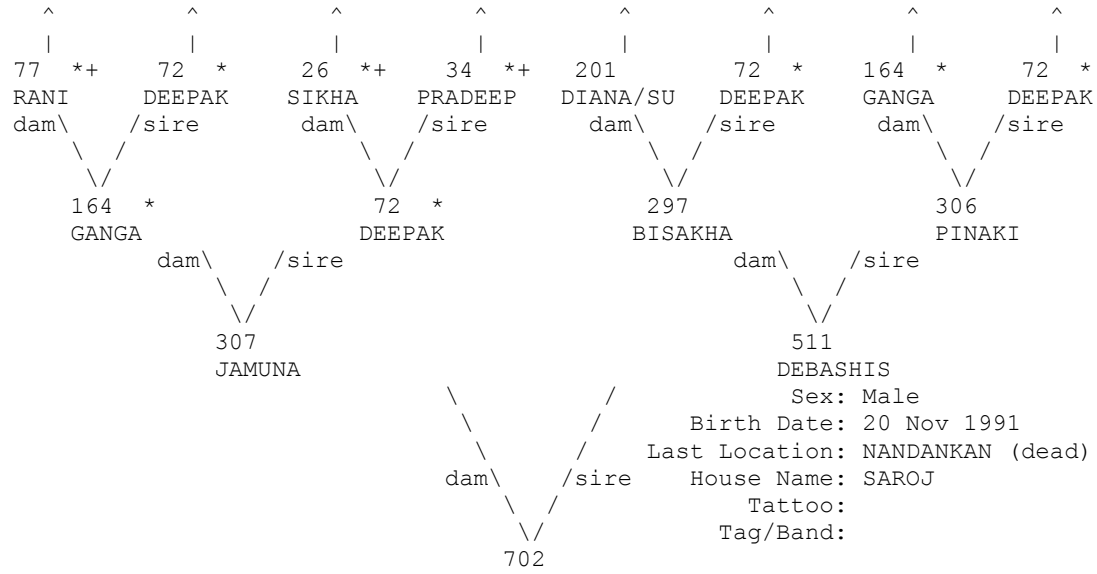 ^ ^ ^ ^ ^ ^ ^ ^
| | | | | | | |
77 *+ 72 * 26 *+ 34 *+ 201 72 * 164 * 72 *
RANI DEEPAK SIKHA PRADEEP DIANA/SU DEEPAK GANGA DEEPAK
dam\ /sire dam\ /sire dam\ /sire dam\ /sire
\ / \ / \ / \ /
\/ \/ \/ \/
164 * 72 * 297 306
GANGA DEEPAK BISAKHA PINAKI
dam\ /sire dam\ /sire
\ / \ /
\/ \/
307 511
JAMUNA DEBASHIS
\ / Sex: Male
\ / Birth Date: 20 Nov 1991
\ / Last Location: NANDANKAN (dead)
dam\ /sire House Name: SAROJ
\ / Tattoo:
\/ Tag/Band:
702